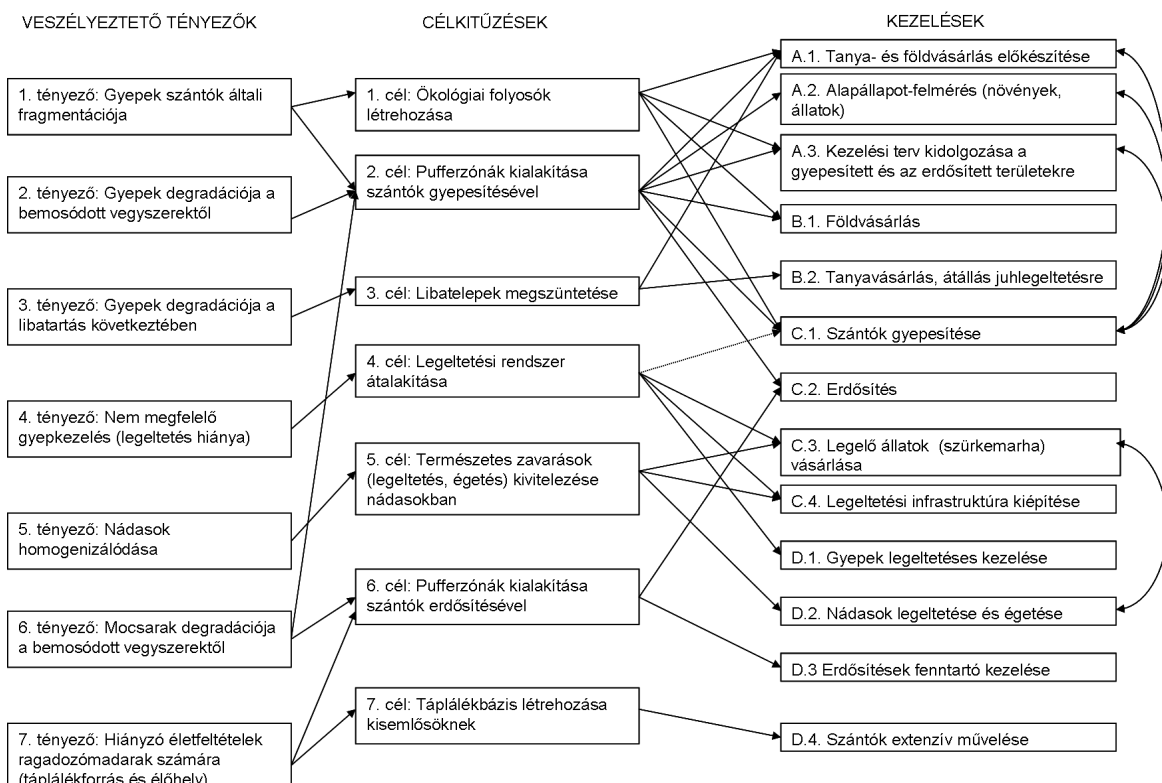 VESZÉLYEZTETŐ TÉNYEZŐK
1. tényező: Gyepek szántók általi
fragmentációja
2. tényező: Gyepek degradációja a
bemosódott vegyszerektől
3. tényező: Gyepek degradációja a
libatartás következtében
4. tényező: Nem megfelelő
gyepkezelés (legeltetés hiánya)
5. tényező: Nádasok
homogenizálódása
6. tényező: Mocsarak degradációja
a bemosódott vegyszerektől
7. tényező: Hiányzó életfeltételek
ragadozómadarak számára
(táplálékforrás és élőhely)
CÉLKITŰZÉSEK
1. cél: Ökológiai folyosók
létrehozása
2. cél: Pufferzónák kialakítása
szántók gyepesítésével
3. cél: Libatelepek megszüntetése
4. cél: Legeltetési rendszer
átalakítása
5. cél: Természetes zavarások
(legeltetés, égetés) kivitelezése
nádasokban
6. cél: Pufferzónák kialakítása
szántók erdősítésével
7. cél: Táplálékbázis létrehozása
kisemlősöknek
KEZELÉSEK
A.1. Tanya- és földvásárlás előkészítése
A.2. Alapállapot-felmérés (növények,
állatok)
A.3. Kezelési terv kidolgozása a
gyepesített és az erdősített területekre
B.1. Földvásárlás
B.2. Tanyavásárlás, átállás juhlegeltetésre
C.1. Szántók gyepesítése
C.2. Erdősítés
C.3. Legelő állatok (szürkemarha)
vásárlása
C.4. Legeltetési infrastruktúra kiépítése
D.1. Gyepek legeltetéses kezelése
D.2. Nádasok legeltetése és égetése
D.3 Erdősítések fenntartó kezelése
D.4. Szántók extenzív művelése